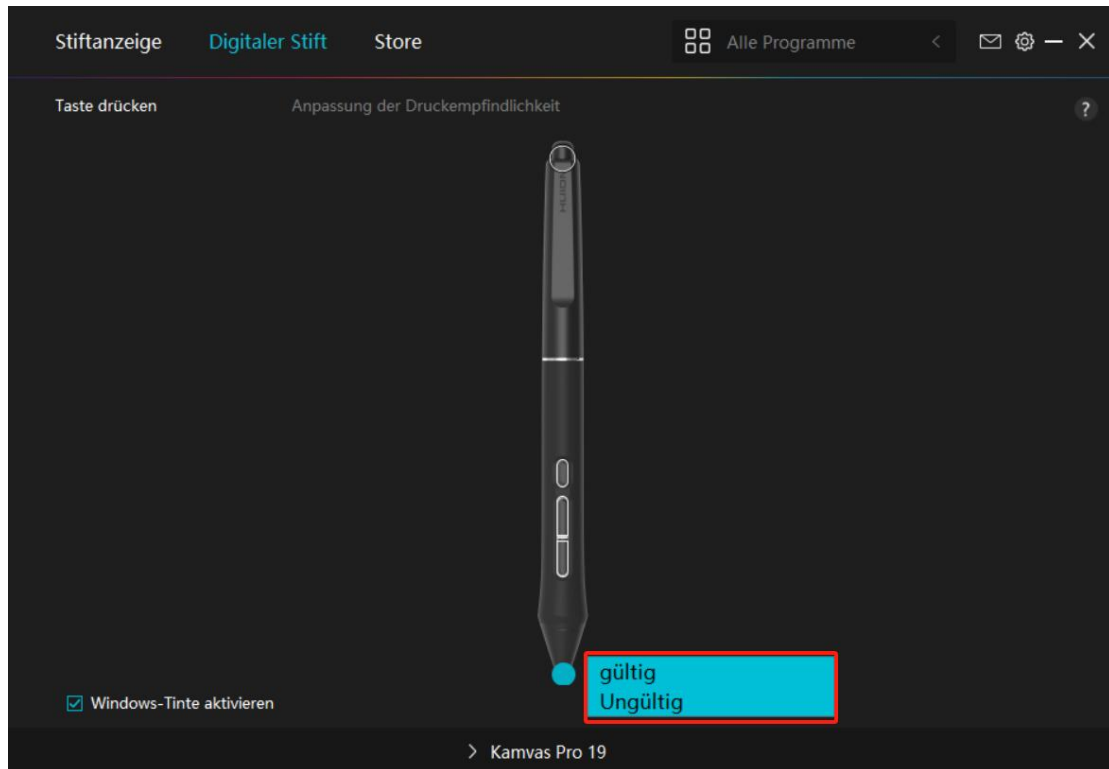 Stiftanzeige Digitaler Stift Store Alle Programme
Taste drücken Anpassung der Druckempfindlichkeit ?
HUION
gültig
Ungültig
Windows-Tinte aktivieren
Kamvas Pro 19